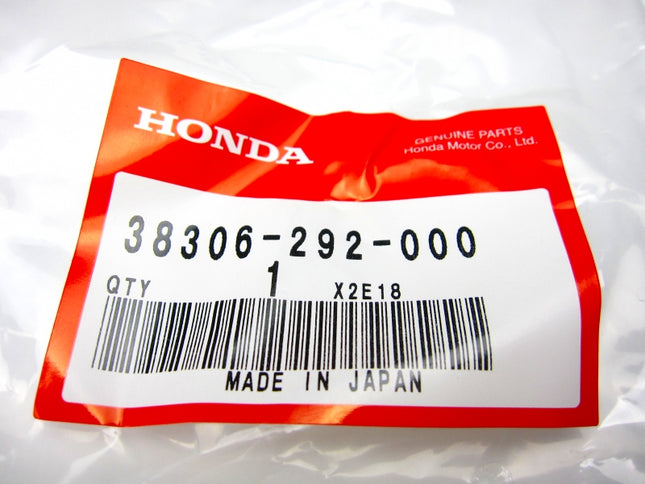 HONDA
GENUINE PARTS
Honda Motor Co., Ltd.
38306-292-000
QTY 1 X2E18
MADE IN JAPAN